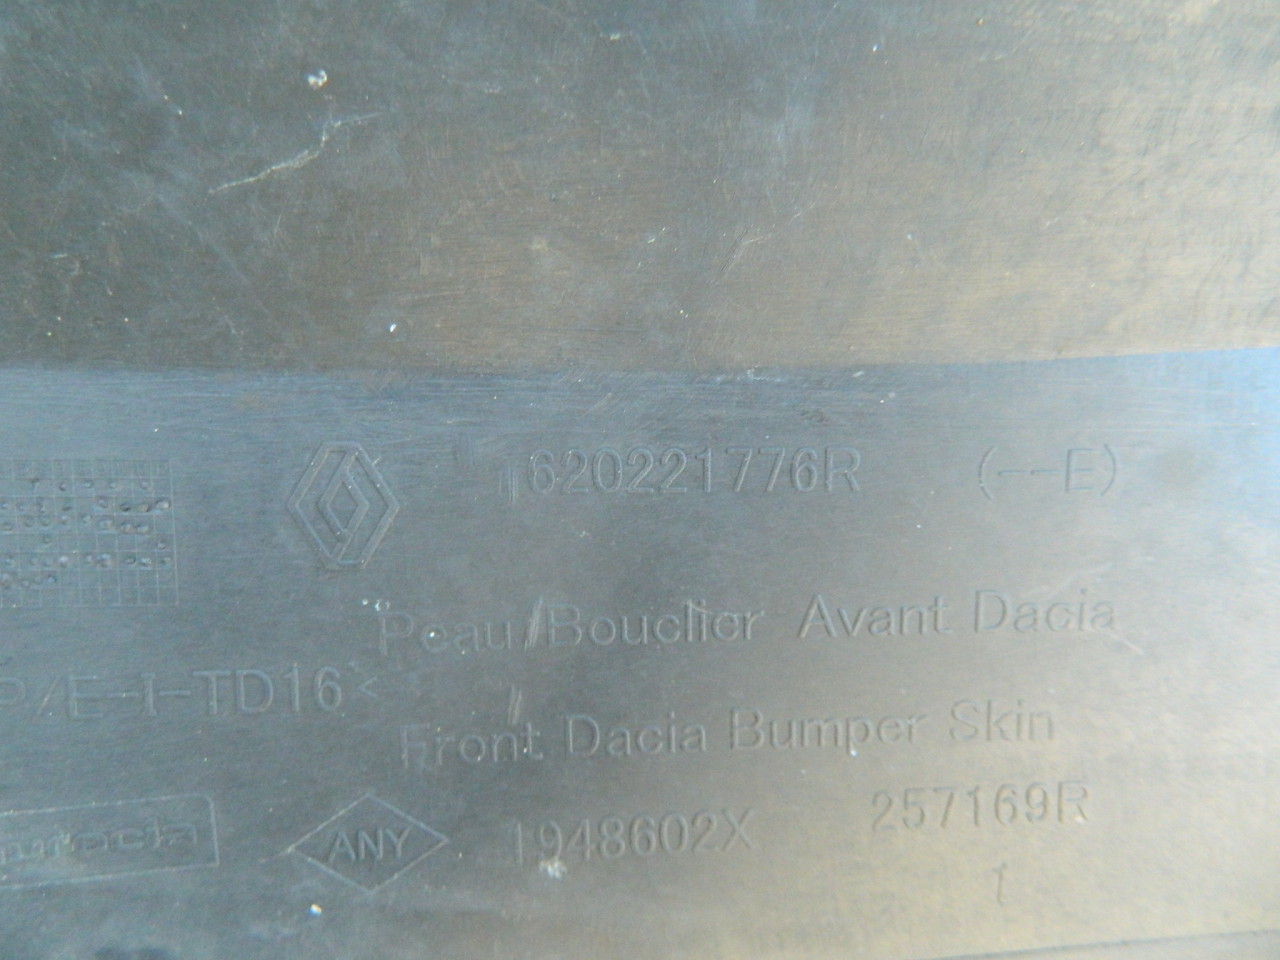 620221776R (--E)
Peau/Bouclier Avant Dacia
P/E-I-TD16<
Front Dacia Bumper Skin
ANY 1948602X 257169R
1